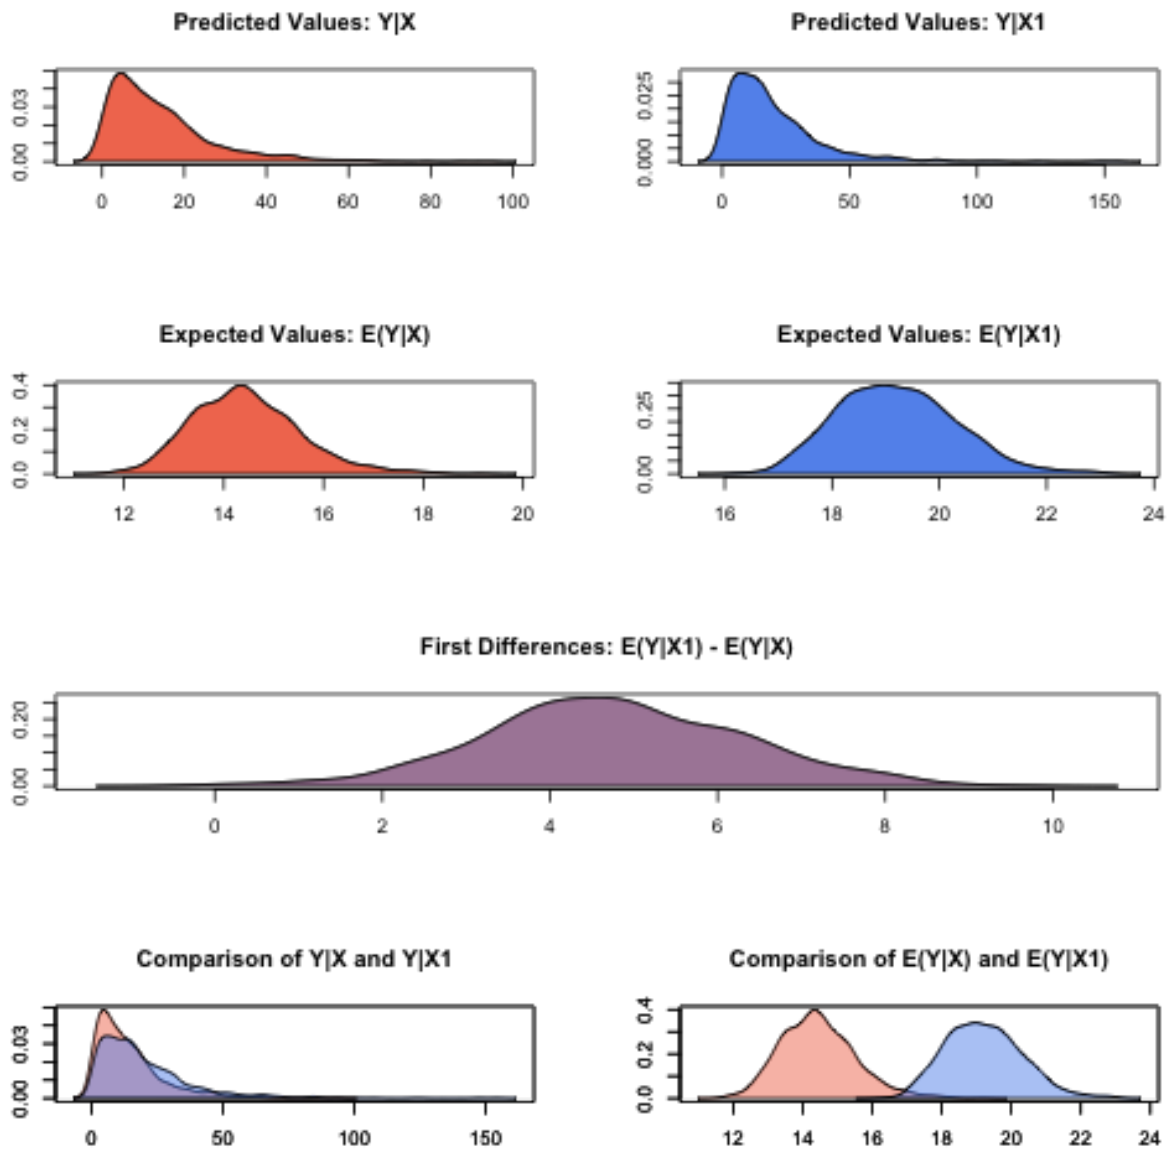 Predicted Values: Y|X
0.00 0.03
0 20 40 60 80 100
Predicted Values: Y|X1
0.000 0.025
0 50 100 150
Expected Values: E(Y|X)
0.0 0.2 0.4
12 14 16 18 20
Expected Values: E(Y|X1)
0.00 0.25
16 18 20 22 24
First Differences: E(Y|X1) - E(Y|X)
0.00 0.20
0 2 4 6 8 10
Comparison of Y|X and Y|X1
0.00 0.03
0 50 100 150
Comparison of E(Y|X) and E(Y|X1)
0.0 0.2 0.4
12 14 16 18 20 22 24